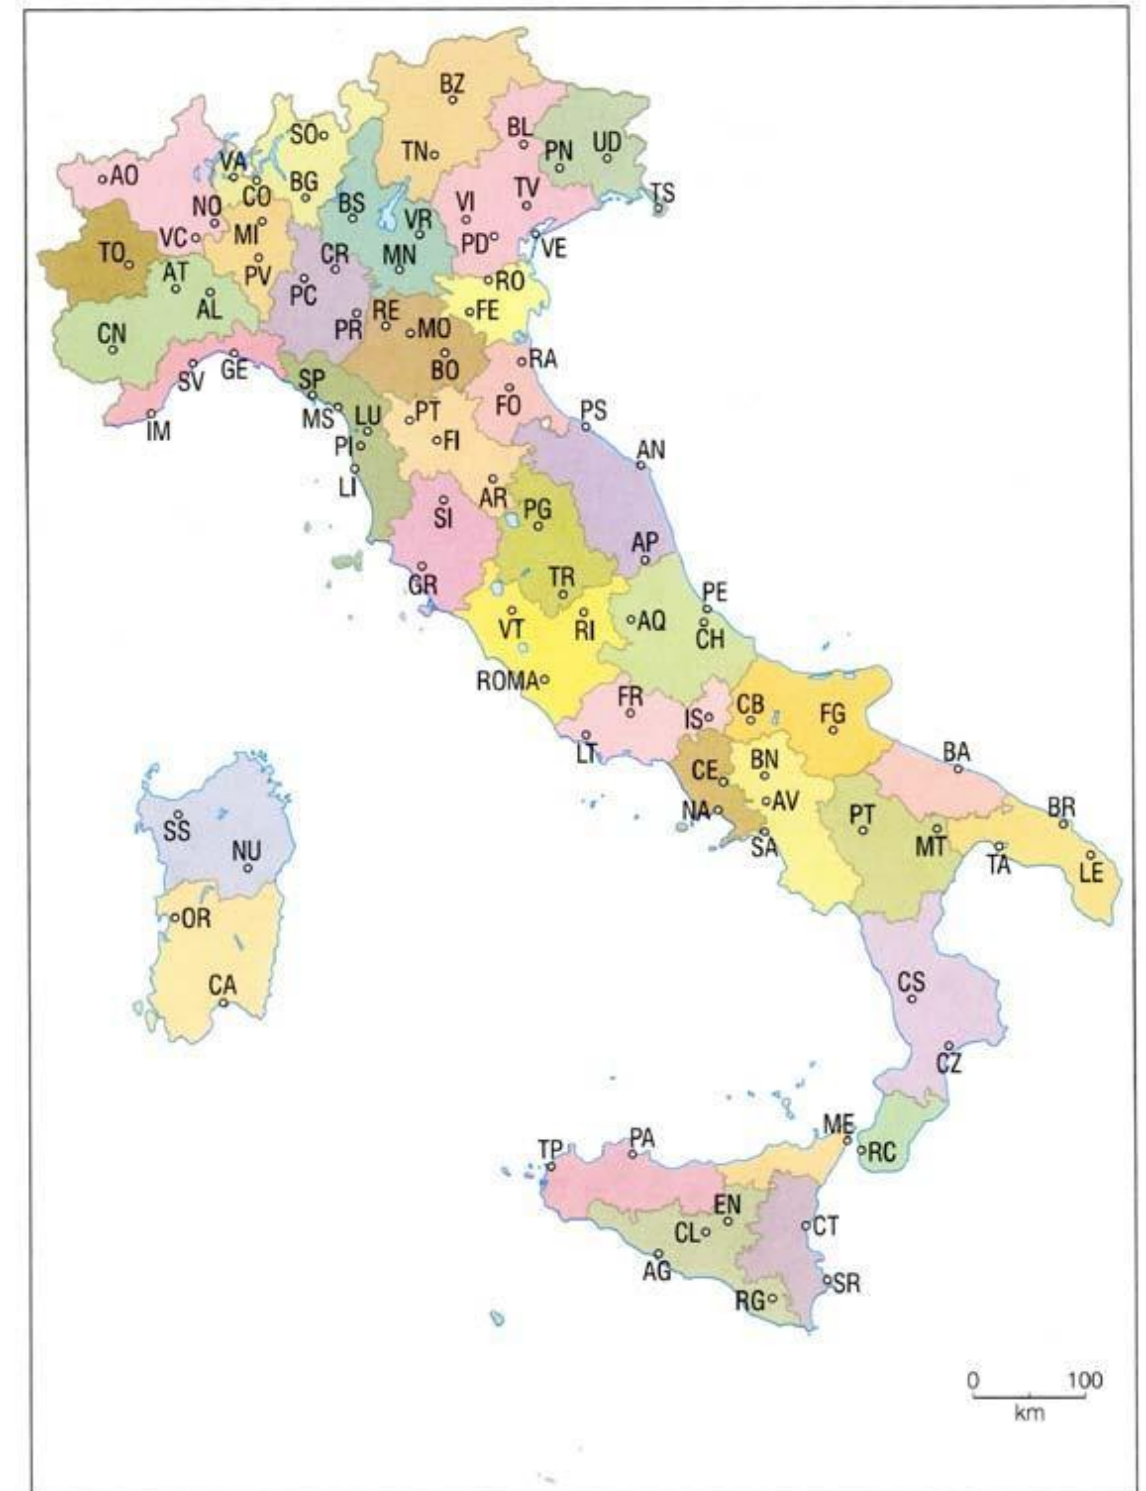 BZ
BL
UD
SO
TN
PN
VA
AO
CO
BG
TV
TS
NO
BS
VI
VR
VC
MI
PD
VE
TO
CR
MN
AT
PV
RO
PC
AL
RE
FE
CN
PR
MO
RA
SV
GE
BO
SP
FO
MS
LU
PT
PS
IM
PI
FI
AN
LI
AR
SI
PG
AP
GR
TR
PE
VT
RI
AQ
CH
ROMA
FR
IS
CB
FG
LT
BA
CE
BN
NA
AV
BR
SS
PT
SA
MT
TA
NU
LE
OR
CA
CS
CZ
ME
TP
PA
RC
EN
CL
CT
AG
SR
RG
0 100
km